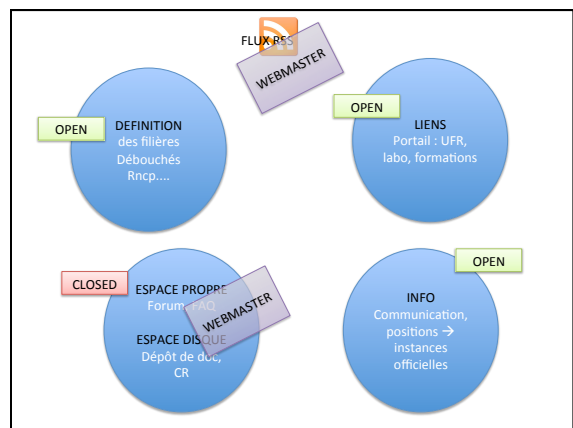 FLUX RSS
WEBMASTER
OPEN
DEFINITION
des filières
Débouchés
Rncp....
OPEN
LIENS
Portail : UFR,
labo, formations
CLOSED
ESPACE PROPRE
Forum, FAQ
ESPACE DISQUE
Dépôt de doc,
CR
WEBMASTER
OPEN
INFO
Communication,
positions →
instances
officielles